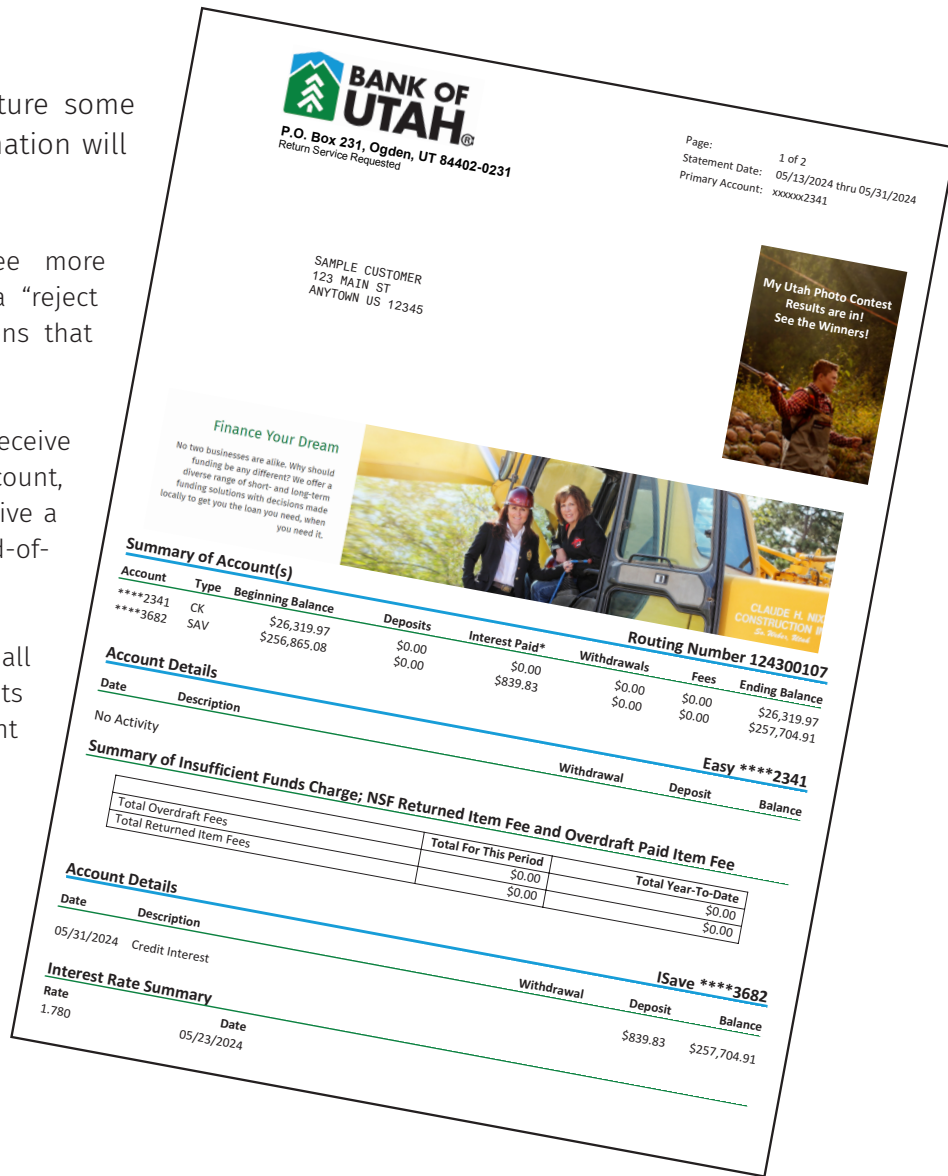 ture some
nation will
ee more
a “reject
ns that
eceive
count,
ive a
d-of-
all
ts
nt
BANK OF
UTAH®
P.O. Box 231, Ogden, UT 84402-0231
Return Service Requested
Page: 1 of 2
Statement Date: 05/13/2024 thru 05/31/2024
Primary Account: xxxxxx2341
SAMPLE CUSTOMER
123 MAIN ST
ANYTOWN US 12345
My Utah Photo Contest
Results are in!
See the Winners!
Finance Your Dream
No two businesses are alike. Why should
funding be any different? We offer a
diverse range of short- and long-term
funding solutions with decisions made
locally to get you the loan you need, when
you need it.
CLAUDE H. NIX
CONSTRUCTION IN
So. Weber, Utah
Summary of Account(s) Routing Number 124300107
Account Type Beginning Balance Deposits Interest Paid* Withdrawals Fees Ending Balance
****2341 CK $26,319.97 $0.00 $0.00 $0.00 $0.00 $26,319.97
****3682 SAV $256,865.08 $0.00 $839.83 $0.00 $0.00 $257,704.91
Account Details Easy ****2341
Date Description Withdrawal Deposit Balance
No Activity
Summary of Insufficient Funds Charge; NSF Returned Item Fee and Overdraft Paid Item Fee
Total For This Period Total Year-To-Date
Total Overdraft Fees $0.00 $0.00
Total Returned Item Fees $0.00 $0.00
Account Details ISave ****3682
Date Description Withdrawal Deposit Balance
05/31/2024 Credit Interest $839.83 $257,704.91
Interest Rate Summary
Rate Date
1.780 05/23/2024